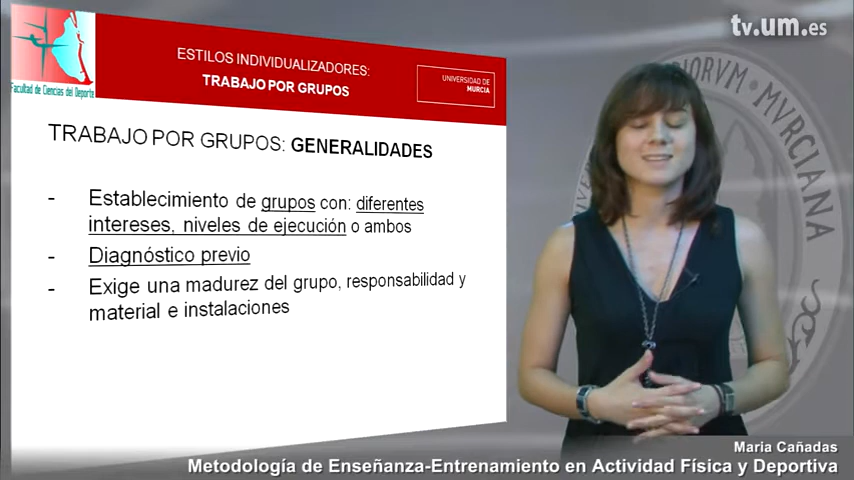 tv.um.es
Facultad de Ciencias del Deporte
ESTILOS INDIVIDUALIZADORES:
TRABAJO POR GRUPOS
UNIVERSIDAD DE
MURCIA
TRABAJO POR GRUPOS: GENERALIDADES
- Establecimiento de grupos con: diferentes
intereses, niveles de ejecución o ambos
- Diagnóstico previo
- Exige una madurez del grupo, responsabilidad y
material e instalaciones
MVRCIANA
Maria Cañadas
Metodología de Enseñanza-Entrenamiento en Actividad Física y Deportiva